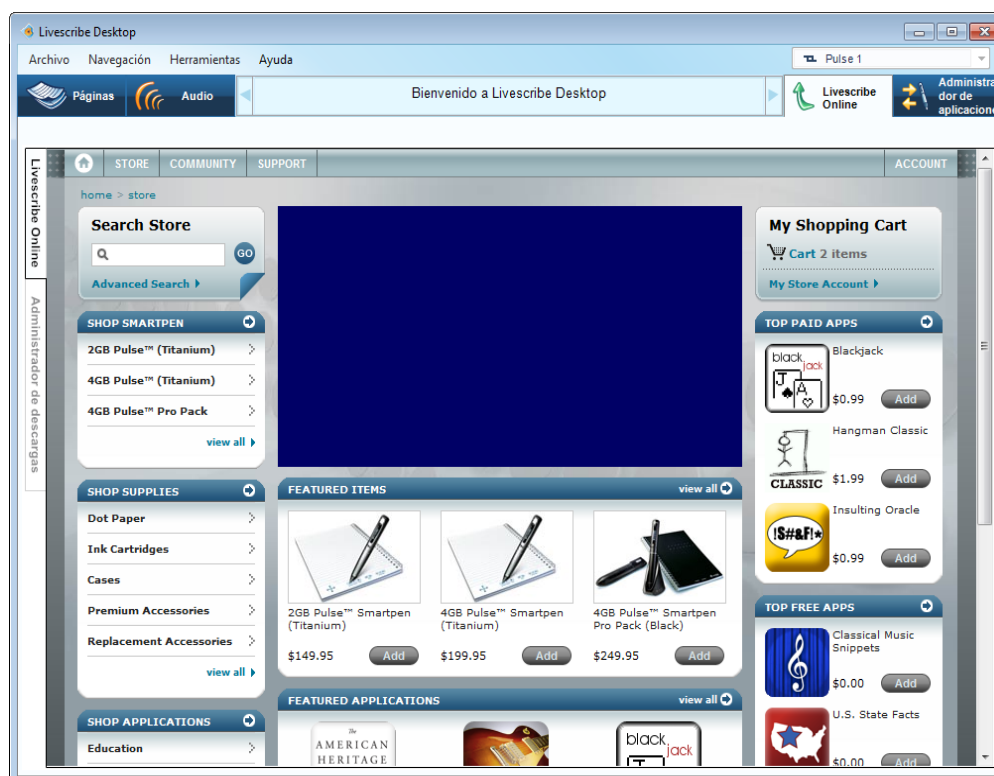 Livescribe Desktop
Archivo Navegación Herramientas Ayuda
Pulse 1
Páginas
Audio
Bienvenido a Livescribe Desktop
Livescribe
Online
Administra
dor de
aplicacione
Livescribe Online
Administrador de descargas
STORE COMMUNITY SUPPORT
ACCOUNT
home > store
Search Store
GO
Advanced Search
SHOP SMARTPEN
2GB Pulse™ (Titanium)
4GB Pulse™ (Titanium)
4GB Pulse™ Pro Pack
view all
SHOP SUPPLIES
Dot Paper
Ink Cartridges
Cases
Premium Accessories
Replacement Accessories
view all
SHOP APPLICATIONS
Education
FEATURED ITEMS
view all
2GB Pulse™ Smartpen
(Titanium)
$149.95 Add
4GB Pulse™ Smartpen
(Titanium)
$199.95 Add
4GB Pulse™ Smartpen
Pro Pack (Black)
$249.95 Add
FEATURED APPLICATIONS
view all
The
AMERICAN
HERITAGE
black
jack
My Shopping Cart
Cart 2 items
My Store Account
TOP PAID APPS
black
jack
J
A
Blackjack
$0.99 Add
CLASSIC
Hangman Classic
$1.99 Add
!S#&F!*
Insulting Oracle
$0.99 Add
TOP FREE APPS
Classical Music
Snippets
$0.00 Add
U.S. State Facts
$0.00 Add